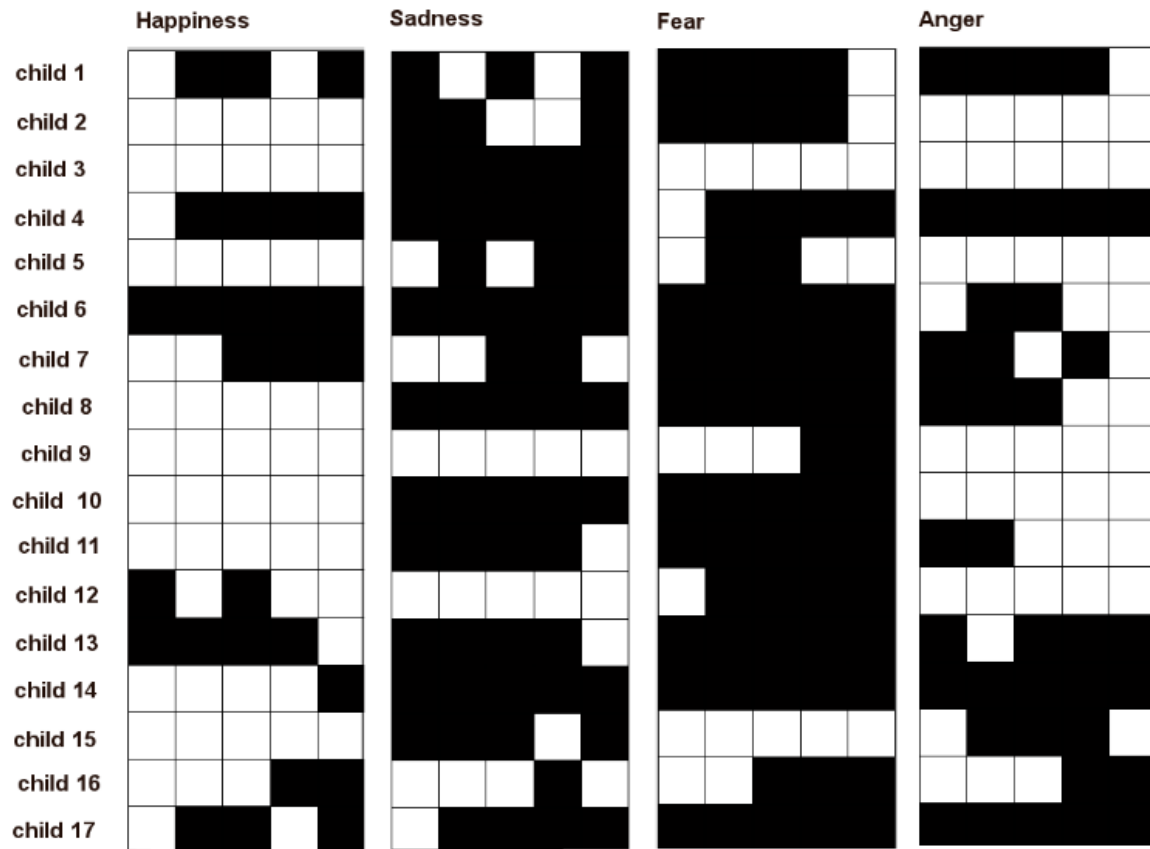 Happiness Sadness Fear Anger
child 1
child 2
child 3
child 4
child 5
child 6
child 7
child 8
child 9
child 10
child 11
child 12
child 13
child 14
child 15
child 16
child 17